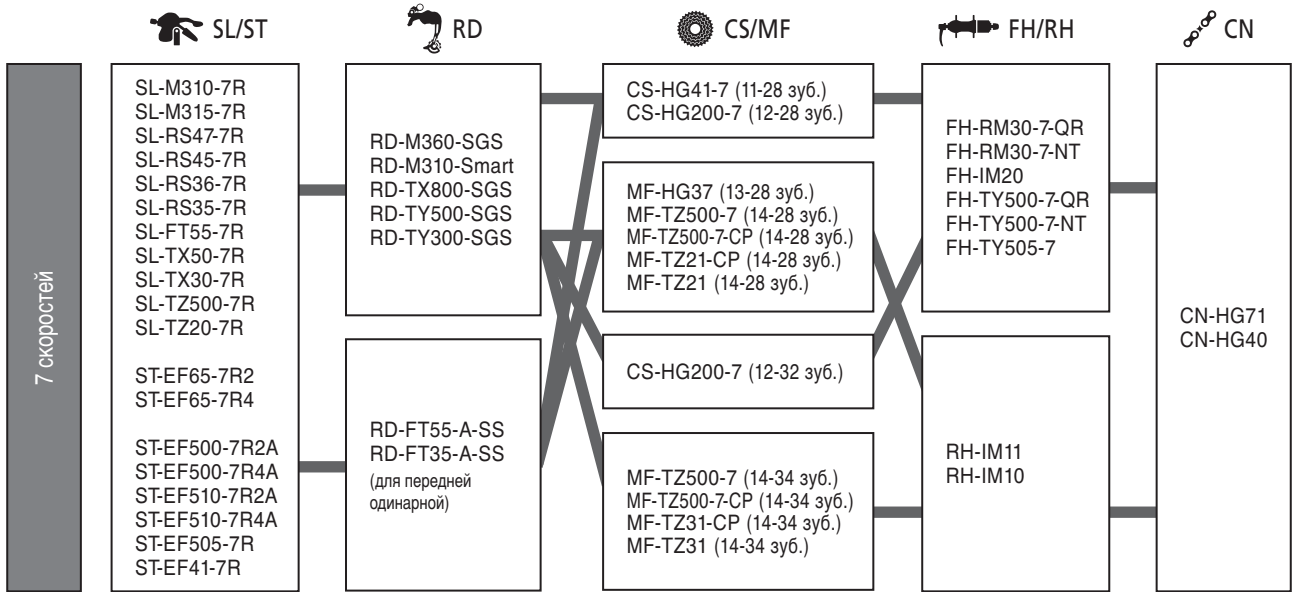 SL/ST
RD
CS/MF
FH/RH
CN
7 скоростей
SL-M310-7R
SL-M315-7R
SL-RS47-7R
SL-RS45-7R
SL-RS36-7R
SL-RS35-7R
SL-FT55-7R
SL-TX50-7R
SL-TX30-7R
SL-TZ500-7R
SL-TZ20-7R
ST-EF65-7R2
ST-EF65-7R4
ST-EF500-7R2A
ST-EF500-7R4A
ST-EF510-7R2A
ST-EF510-7R4A
ST-EF505-7R
ST-EF41-7R
RD-M360-SGS
RD-M310-Smart
RD-TX800-SGS
RD-TY500-SGS
RD-TY300-SGS
RD-FT55-A-SS
RD-FT35-A-SS
(для передней
одинарной)
CS-HG41-7 (11-28 зуб.)
CS-HG200-7 (12-28 зуб.)
MF-HG37 (13-28 зуб.)
MF-TZ500-7 (14-28 зуб.)
MF-TZ500-7-CP (14-28 зуб.)
MF-TZ21-CP (14-28 зуб.)
MF-TZ21 (14-28 зуб.)
CS-HG200-7 (12-32 зуб.)
MF-TZ500-7 (14-34 зуб.)
MF-TZ500-7-CP (14-34 зуб.)
MF-TZ31-CP (14-34 зуб.)
MF-TZ31 (14-34 зуб.)
FH-RM30-7-QR
FH-RM30-7-NT
FH-IM20
FH-TY500-7-QR
FH-TY500-7-NT
FH-TY505-7
RH-IM11
RH-IM10
CN-HG71
CN-HG40